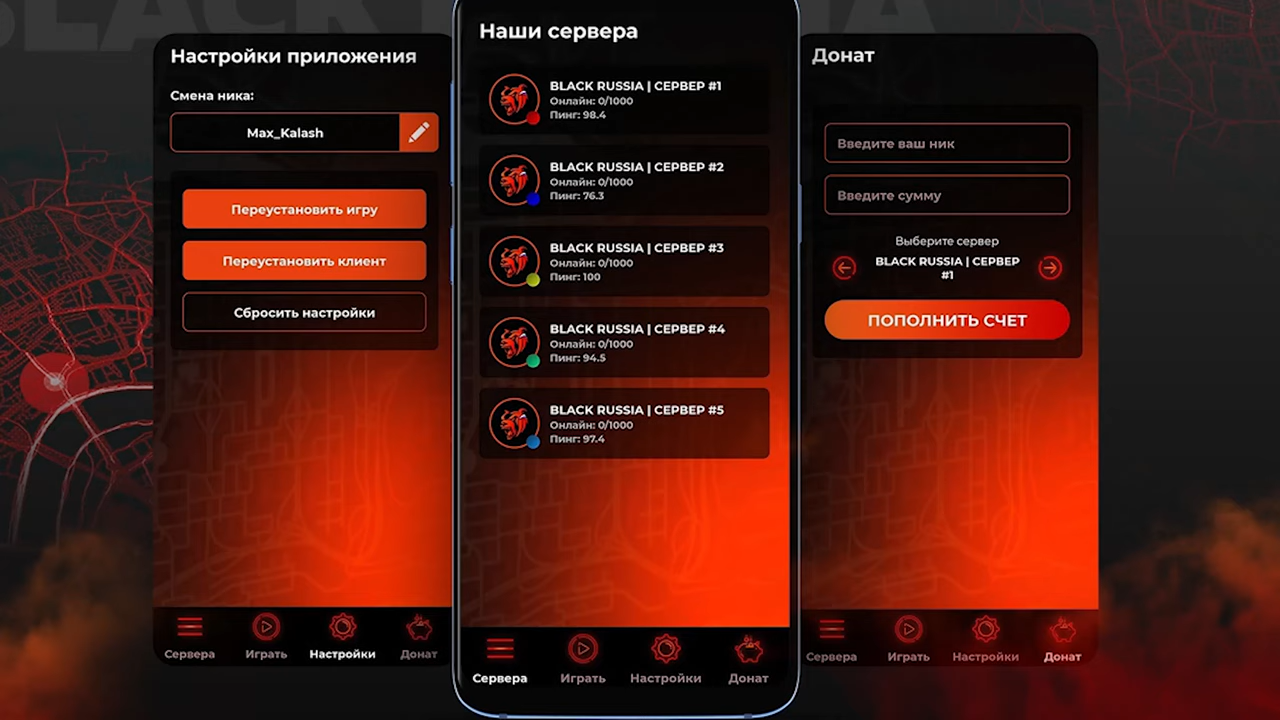 BLACK RUSSIA
Настройки приложения
Смена ника:
Max_Kalash
Переустановить игру
Переустановить клиент
Сбросить настройки
Сервера
Играть
Настройки
Донат
Наши сервера
BLACK RUSSIA | СЕРВЕР #1
Онлайн: 0/1000
Пинг: 98.4
BLACK RUSSIA | СЕРВЕР #2
Онлайн: 0/1000
Пинг: 76.3
BLACK RUSSIA | СЕРВЕР #3
Онлайн: 0/1000
Пинг: 100
BLACK RUSSIA | СЕРВЕР #4
Онлайн: 0/1000
Пинг: 94.5
BLACK RUSSIA | СЕРВЕР #5
Онлайн: 0/1000
Пинг: 97.4
Сервера
Играть
Настройки
Донат
Донат
Введите ваш ник
Введите сумму
Выберите сервер
BLACK RUSSIA | СЕРВЕР
#1
ПОПОЛНИТЬ СЧЕТ
Сервера
Играть
Настройки
Донат